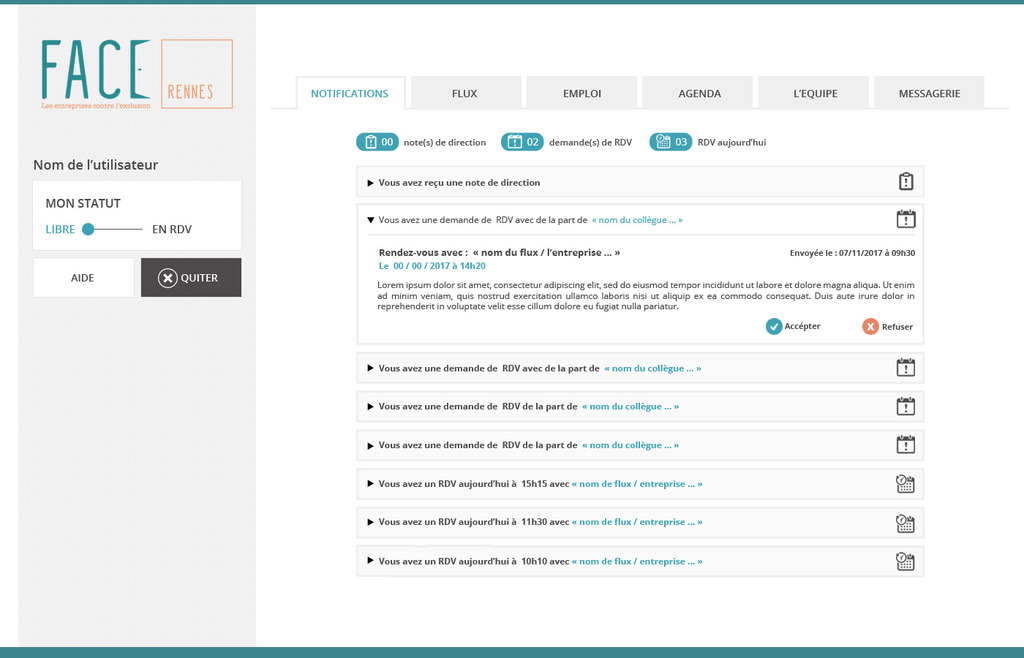 FACE
RENNES
Les entreprises contre l'exclusion
NOTIFICATIONS FLUX EMPLOI AGENDA L'EQUIPE MESSAGERIE
00 note(s) de direction 02 demande(s) de RDV 03 RDV aujourd'hui
Nom de l'utilisateur
MON STATUT
LIBRE EN RDV
AIDE QUITER
Vous avez reçu une note de direction
Vous avez une demande de RDV avec de la part de « nom du collègue ... »
Rendez-vous avec : « nom du flux / l'entreprise ... » Envoyée le : 07/11/2017 à 09h30
Le 00 / 00 / 2017 à 14h20
Lorem ipsum dolor sit amet, consectetur adipiscing elit, sed do eiusmod tempor incididunt ut labore et dolore magna aliqua. Ut enim
ad minim veniam, quis nostrud exercitation ullamco laboris nisi ut aliquip ex ea commodo consequat. Duis aute irure dolor in
reprehenderit in voluptate velit esse cillum dolore eu fugiat nulla pariatur.
Accépter Refuser
Vous avez une demande de RDV avec de la part de « nom du collègue ... »
Vous avez une demande de RDV de la part de « nom du collègue ... »
Vous avez une demande de RDV de la part de « nom du collègue ... »
Vous avez un RDV aujourd'hui à 15h15 avec « nom de flux / entreprise ... »
Vous avez un RDV aujourd'hui à 11h30 avec « nom de flux / entreprise ... »
Vous avez un RDV aujourd'hui à 10h10 avec « nom de flux / entreprise ... »